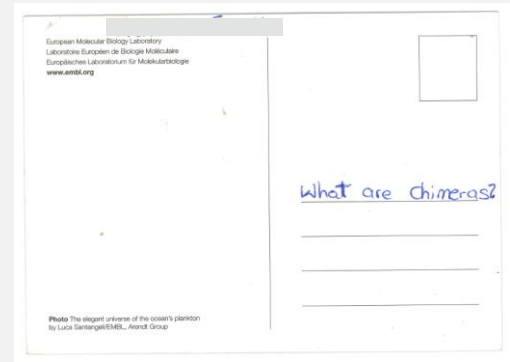 European Molecular Biology Laboratory
Laboratoire Européen de Biologie Moléculaire
Europäisches Laboratorium für Molekularbiologie
www.embl.org
What are Chimeras?
Photo The elegant universe of the ocean's plankton
by Luca Santangeli/EMBL, Arendt Group